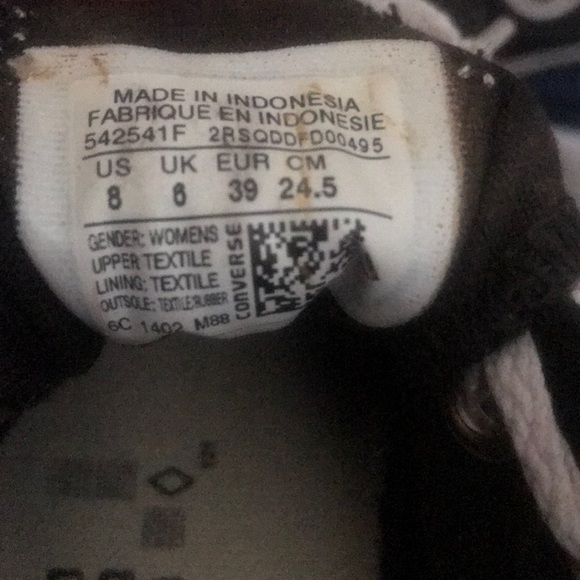 MADE IN INDONESIA
FABRIQUE EN INDONESIE
542541F 2RSQDDFD00495
US UK EUR CM
8 6 39 24.5
GENDER: WOMENS
UPPER TEXTILE
LINING: TEXTILE
OUTSOLE: TEXTILE/RUBBER
6C 1402 M88
CONVERSE